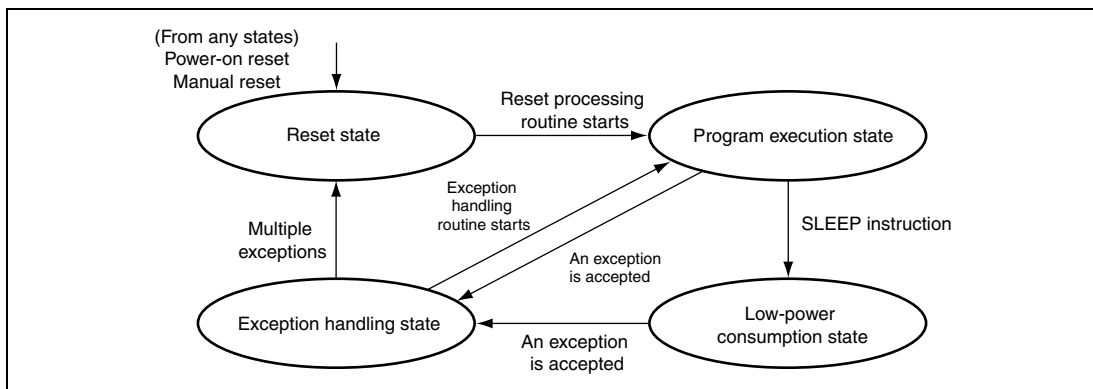 (From any states)
Power-on reset
Manual reset
Reset processing
routine starts
Reset state
Program execution state
Exception
handling
routine starts
Multiple
exceptions
SLEEP instruction
An exception
is accepted
Exception handling state
Low-power
consumption state
An exception
is accepted